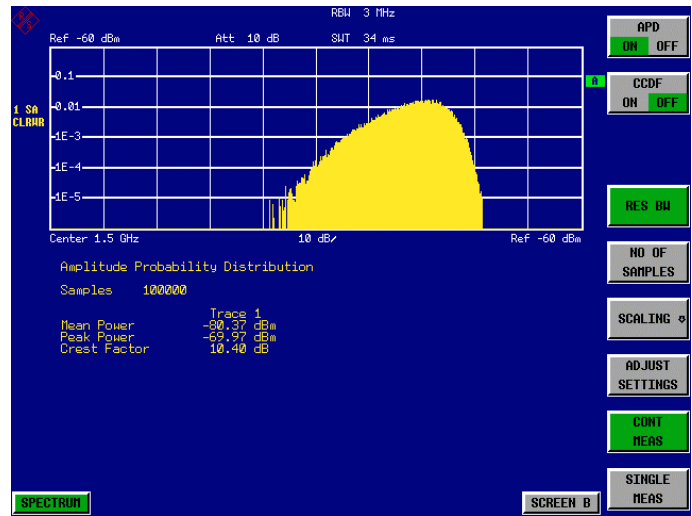 RBW 3 MHz
Ref -60 dBm Att 10 dB SWT 34 ms
0.1
A
1 SA
CLRWR
0.01
1E-3
1E-4
1E-5
Center 1.5 GHz 10 dB/ Ref -60 dBm
Amplitude Probability Distribution
Samples 100000
Trace 1
Mean Power -80.37 dBm
Peak Power -69.97 dBm
Crest Factor 10.40 dB
APD
ON OFF
CCDF
ON OFF
RES BW
NO OF
SAMPLES
SCALING
ADJUST
SETTINGS
CONT
MEAS
SINGLE
MEAS
SPECTRUM
SCREEN B